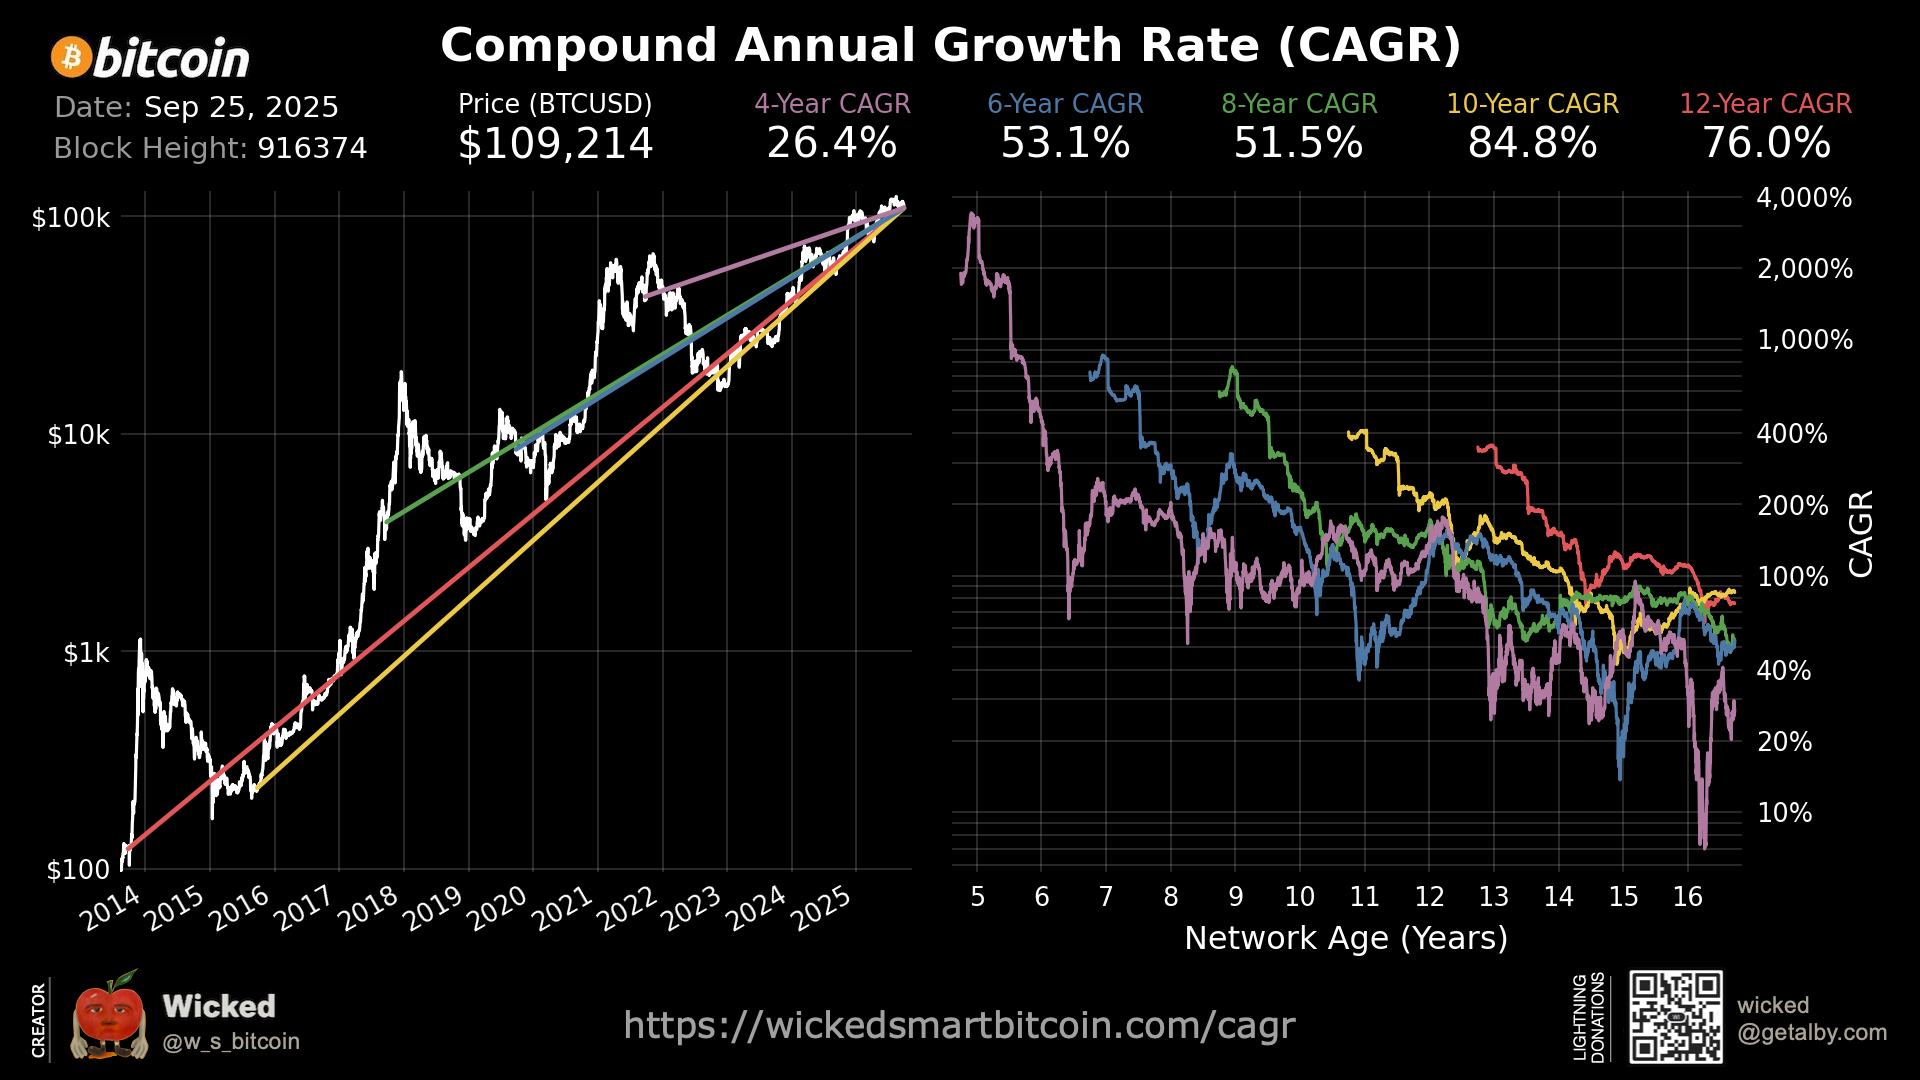 bitcoin
Compound Annual Growth Rate (CAGR)
Date: Sep 25, 2025
Block Height: 916374
Price (BTCUSD)
$109,214
4-Year CAGR
26.4%
6-Year CAGR
53.1%
8-Year CAGR
51.5%
10-Year CAGR
84.8%
12-Year CAGR
76.0%
$100k
$10k
$1k
$100
2014
2015
2016
2017
2018
2019
2020
2021
2022
2023
2024
2025
4,000%
2,000%
1,000%
400%
200%
100%
40%
20%
10%
CAGR
5
6
7
8
9
10
11
12
13
14
15
16
Network Age (Years)
CREATOR
Wicked
@w_s_bitcoin
https://wickedsmartbitcoin.com/cagr
LIGHTNING
DONATIONS
wicked
@getalby.com